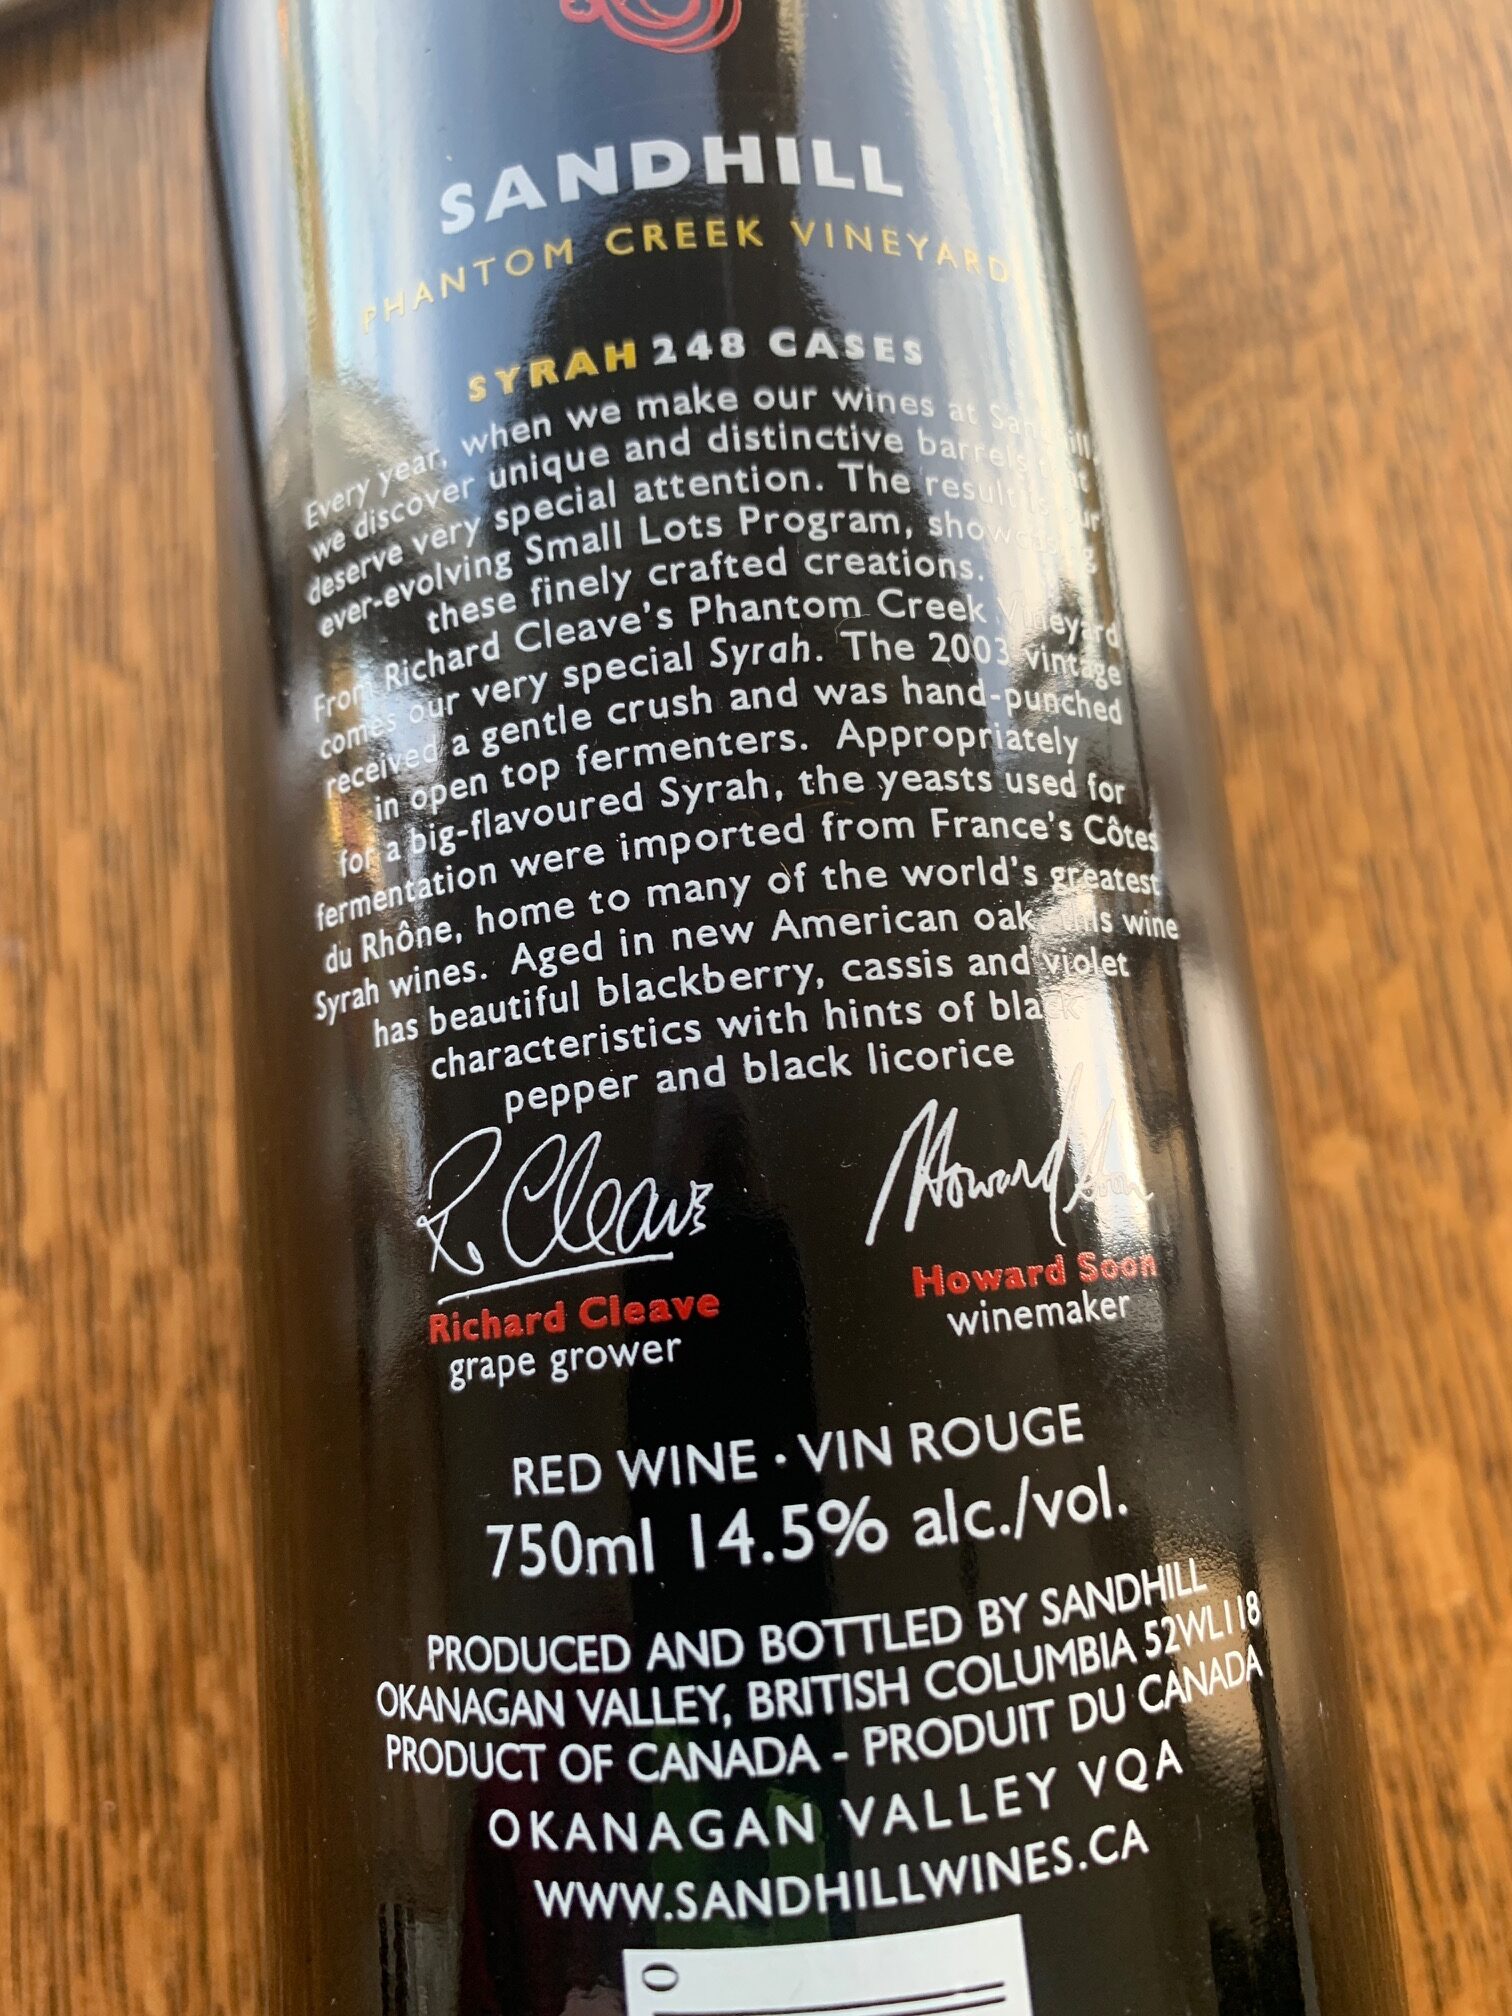 SANDHILL
PHANTOM CREEK VINEYARD
SYRAH 248 CASES
Every year, when we make our wines at Sandhill,
we discover unique and distinctive barrels that
deserve very special attention. The result is our
ever-evolving Small Lots Program, showcasing
these finely crafted creations.
From Richard Cleave's Phantom Creek Vineyard
comes our very special Syrah. The 2003 vintage
received a gentle crush and was hand-punched
in open top fermenters. Appropriately
for a big-flavoured Syrah, the yeasts used for
fermentation were imported from France's Côtes
du Rhône, home to many of the world's greatest
Syrah wines. Aged in new American oak, this wine
has beautiful blackberry, cassis and violet
characteristics with hints of black
pepper and black licorice
R. Cleave
Howard Soon
Richard Cleave
grape grower
Howard Soon
winemaker
RED WINE · VIN ROUGE
750ml 14.5% alc./vol.
PRODUCED AND BOTTLED BY SANDHILL
OKANAGAN VALLEY, BRITISH COLUMBIA 52WL118
PRODUCT OF CANADA - PRODUIT DU CANADA
OKANAGAN VALLEY VQA
WWW.SANDHILLWINES.CA
0